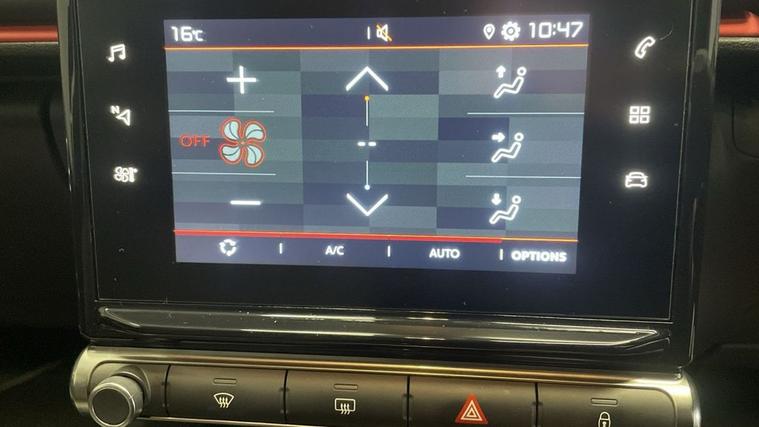 16°C 10:47
N
OFF
--
A/C AUTO OPTIONS